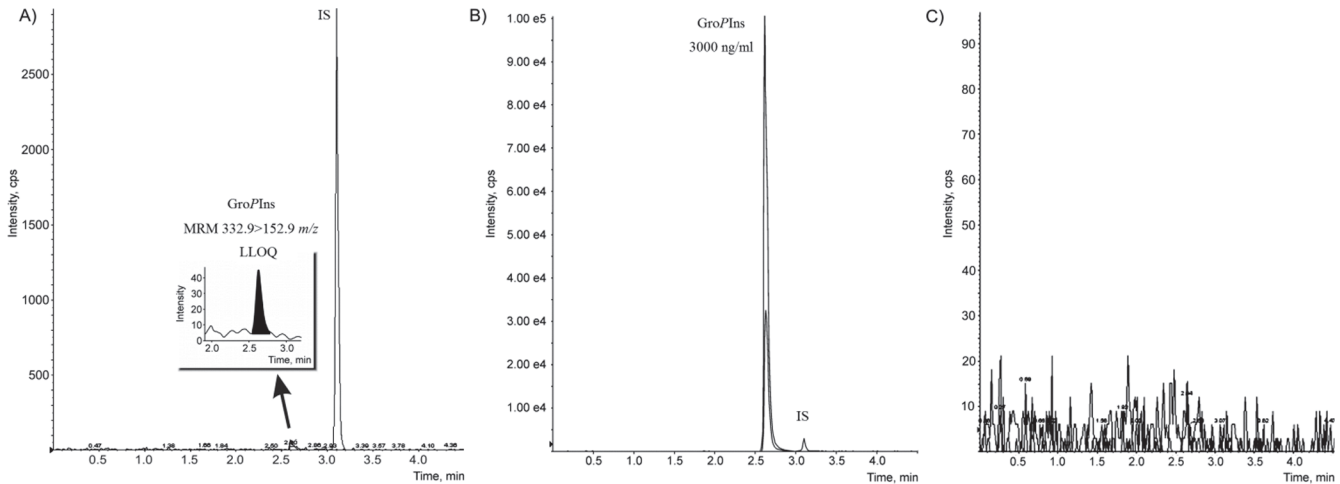 A)
IS
2500
2000
1500
1000
500
Intensity, cps
GroPIns
MRM 332.9>152.9 m/z
LLOQ
40
30
20
10
0
Intensity
2.0 2.5 3.0
Time, min
0.47 1.84 2.50 3.39 3.57 3.78 4.10 4.36
0.5 1.0 1.5 2.0 2.5 3.0 3.5 4.0
Time, min
B)
1.00 e5
9.00 e4
8.00 e4
7.00 e4
6.00 e4
5.00 e4
4.00 e4
3.00 e4
2.00 e4
1.00 e4
Intensity, cps
GroPIns
3000 ng/ml
IS
0.5 1.0 1.5 2.0 2.5 3.0 3.5 4.0
Time, min
C)
90
80
70
60
50
40
30
20
10
Intensity, cps
0.5 1.0 1.5 2.0 2.5 3.0 3.5 4.0
Time, min